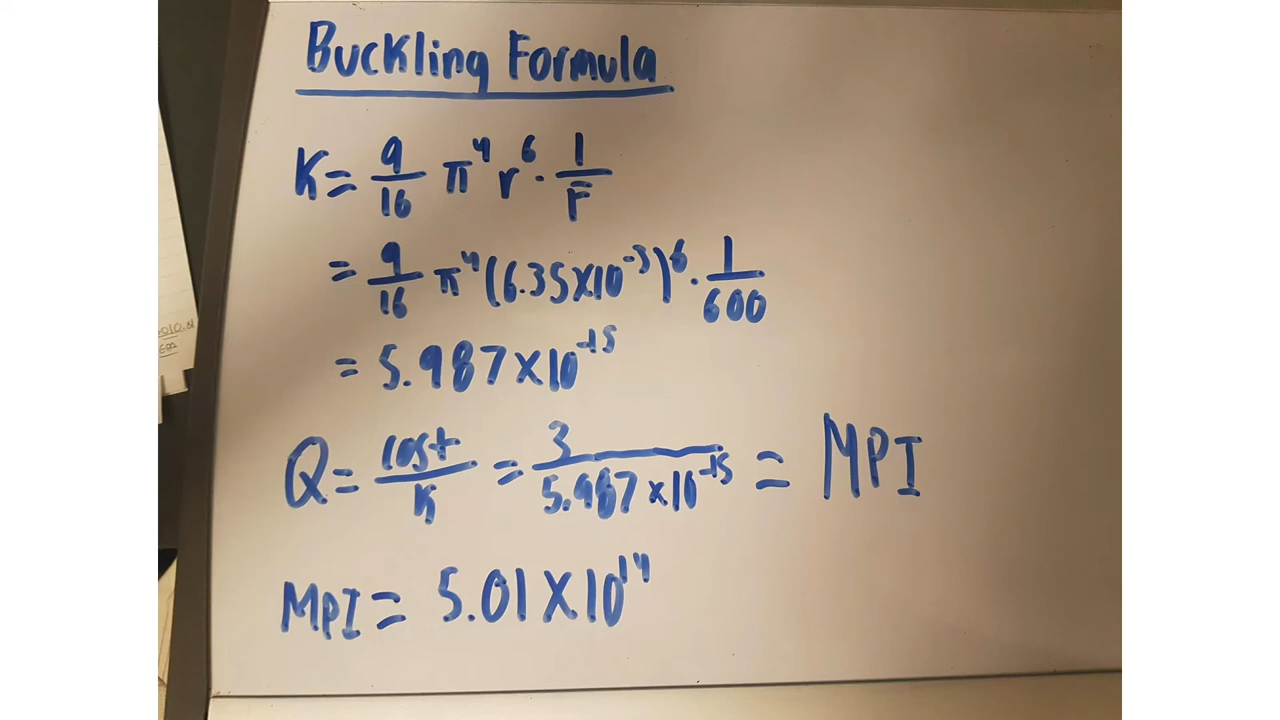 Buckling Formula
K = 9/16 π⁴ r⁶ · 1/F
= 9/16 π⁴ (6.35×10⁻³)⁶ · 1/600
= 5.987×10⁻¹⁵
Q = cost/K = 3/5.987×10⁻¹⁵ = MPI
MPI = 5.01×10¹⁴